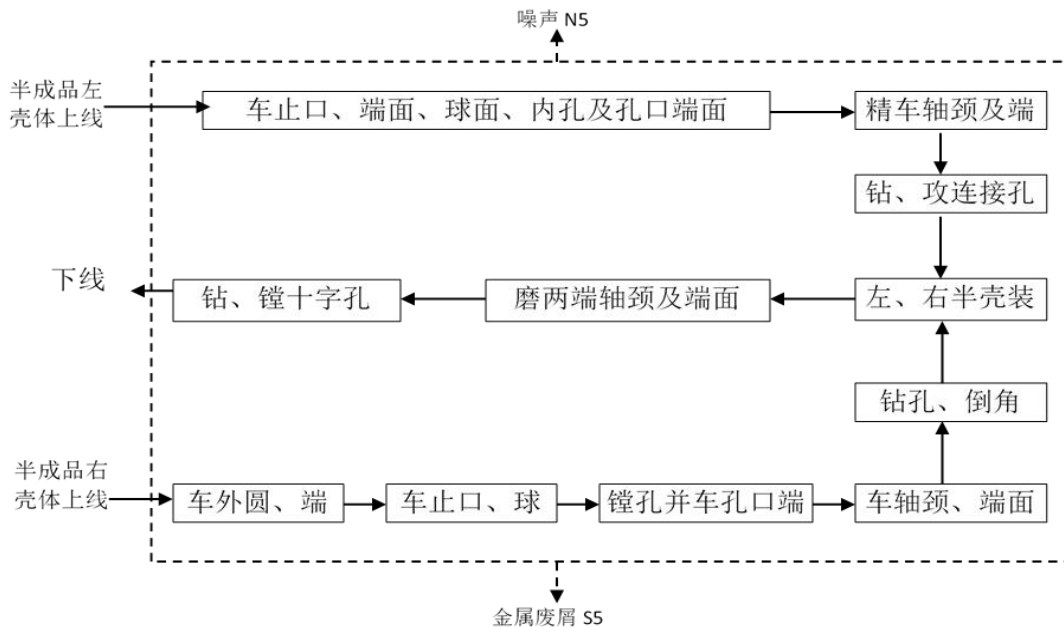 噪声 N5
半成品左
壳体上线
车止口、端面、球面、内孔及孔口端面
精车轴颈及端
钻、攻连接孔
下线
钻、镗十字孔
磨两端轴颈及端面
左、右半壳装
钻孔、倒角
半成品右
壳体上线
车外圆、端
车止口、球
镗孔并车孔口端
车轴颈、端面
金属废屑 S5